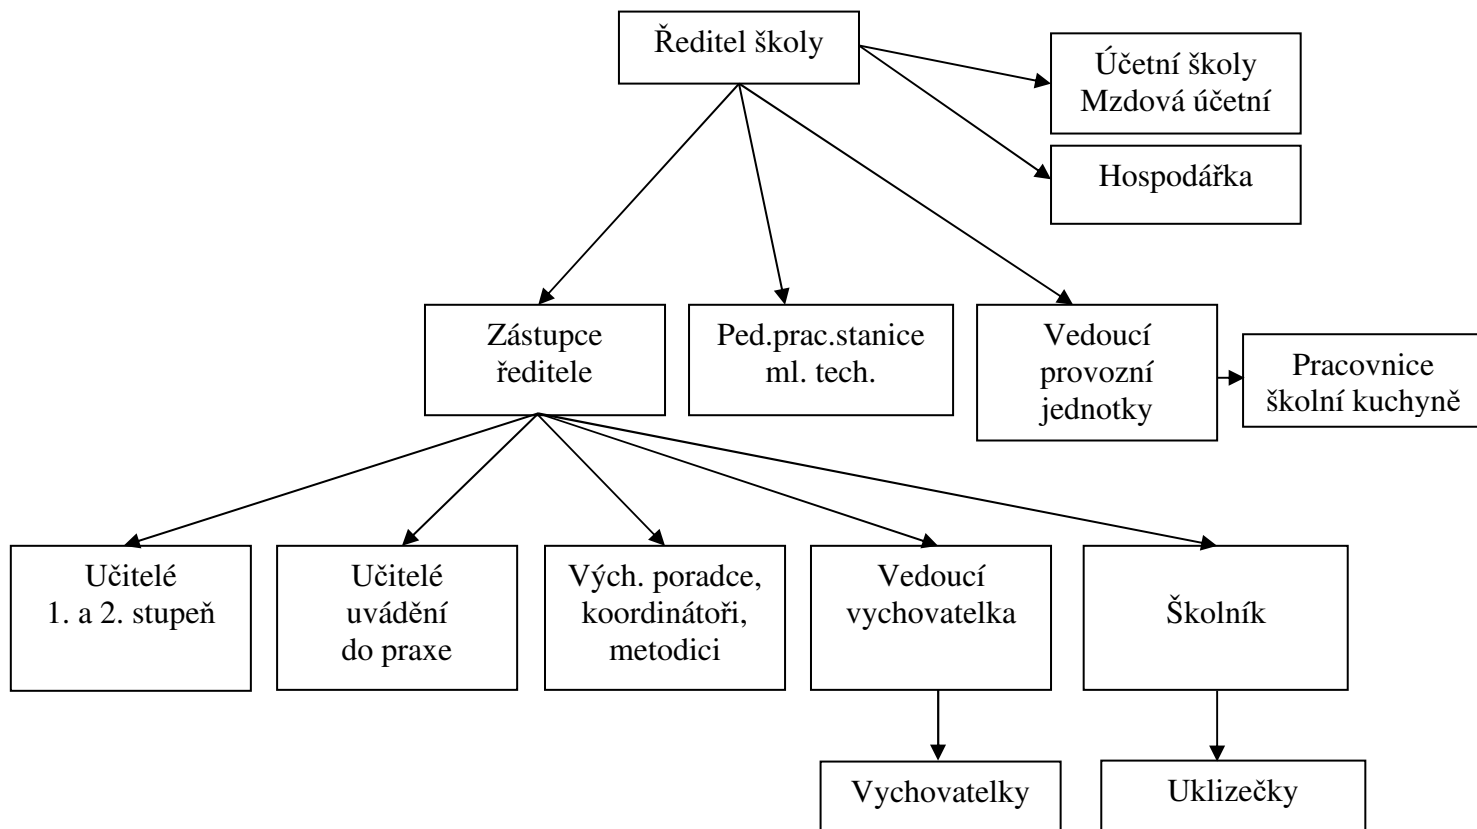 Ředitel školy
Účetní školy
Mzdová účetní
Hospodářka
Zástupce
ředitele
Ped.prac.stanice
ml. tech.
Vedoucí
provozní
jednotky
Pracovnice
školní kuchyně
Učitelé
1. a 2. stupeň
Učitelé
uvádění
do praxe
Vých. poradce,
koordinátoři,
metodici
Vedoucí
vychovatelka
Školník
Vychovatelky
Uklizečky